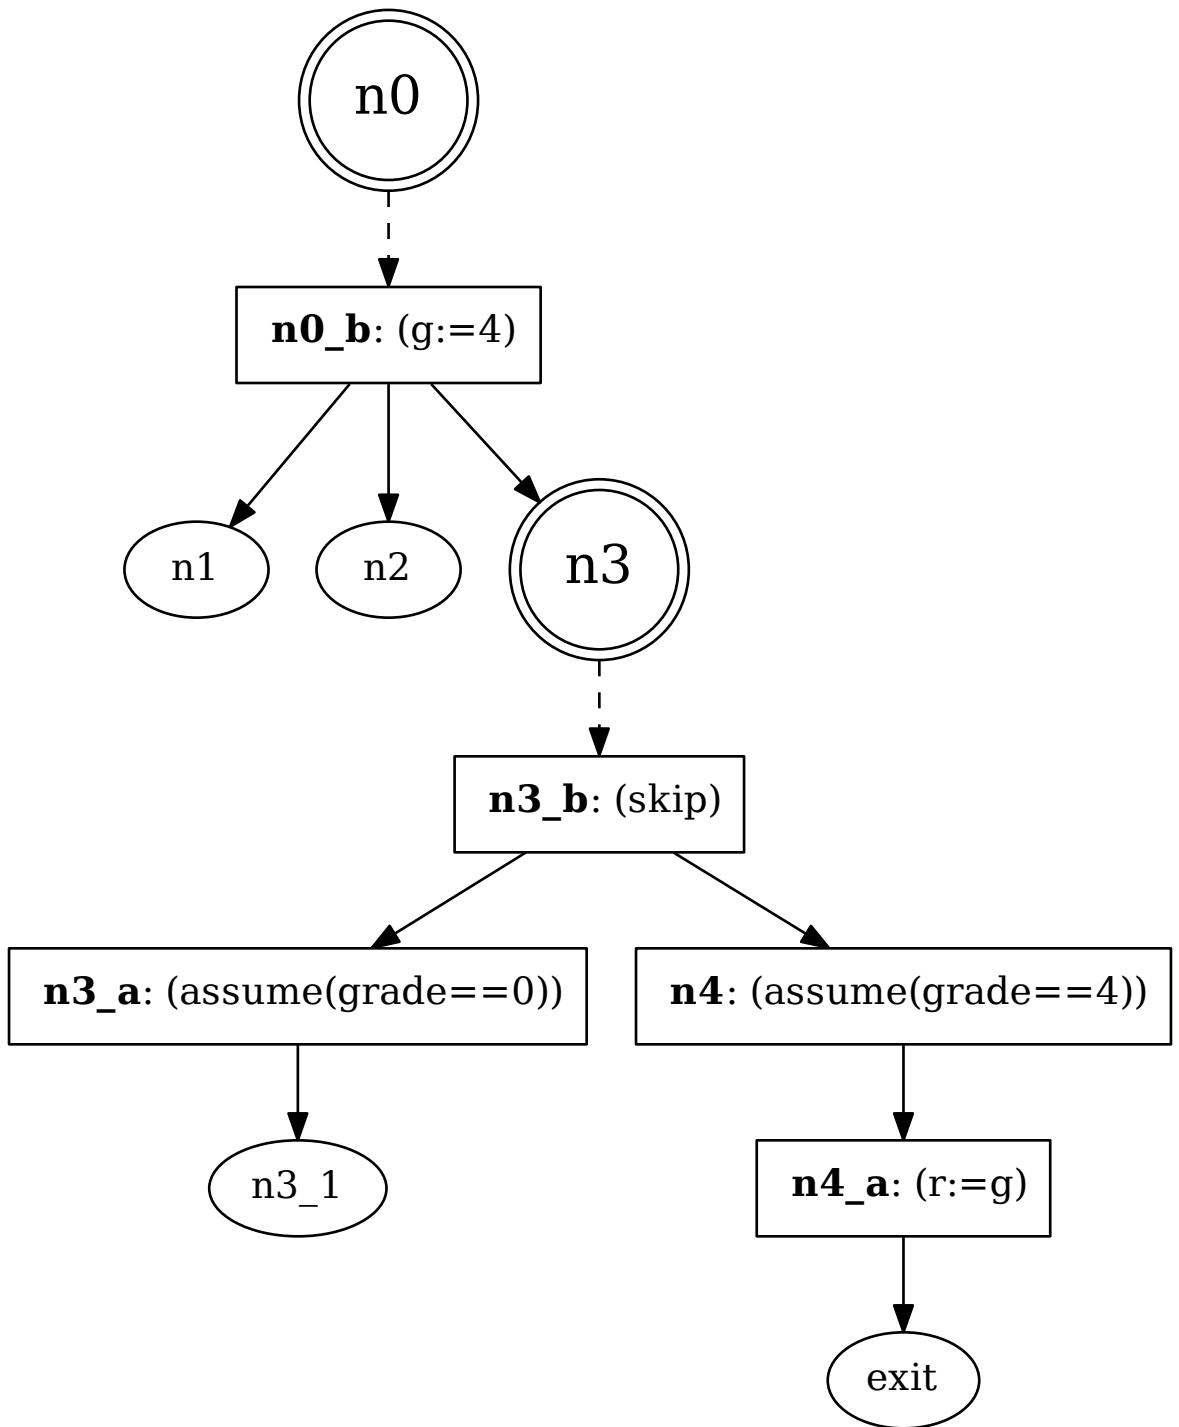 n0
n0_b: (g:=4)
n1
n2
n3
n3_b: (skip)
n3_a: (assume(grade==0))
n4: (assume(grade==4))
n3_1
n4_a: (r:=g)
exit